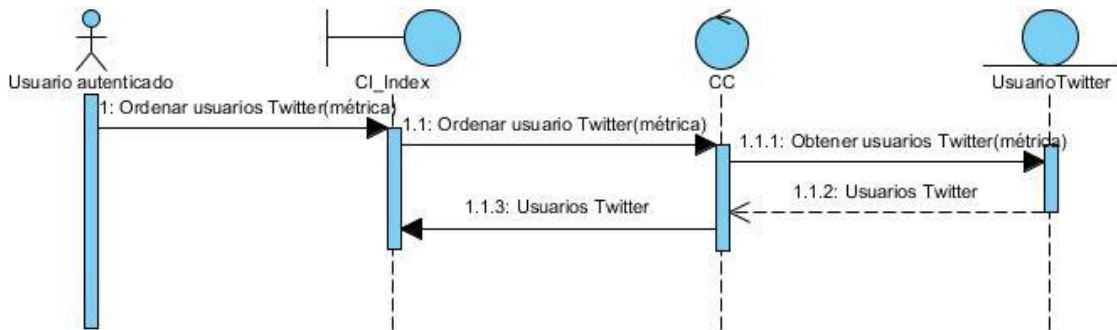 Usuario autenticado
CI_Index
CC
UsuarioTwitter
1: Ordenar usuarios Twitter(métrica)
1.1: Ordenar usuario Twitter(métrica)
1.1.1: Obtener usuarios Twitter(métrica)
1.1.2: Usuarios Twitter
1.1.3: Usuarios Twitter